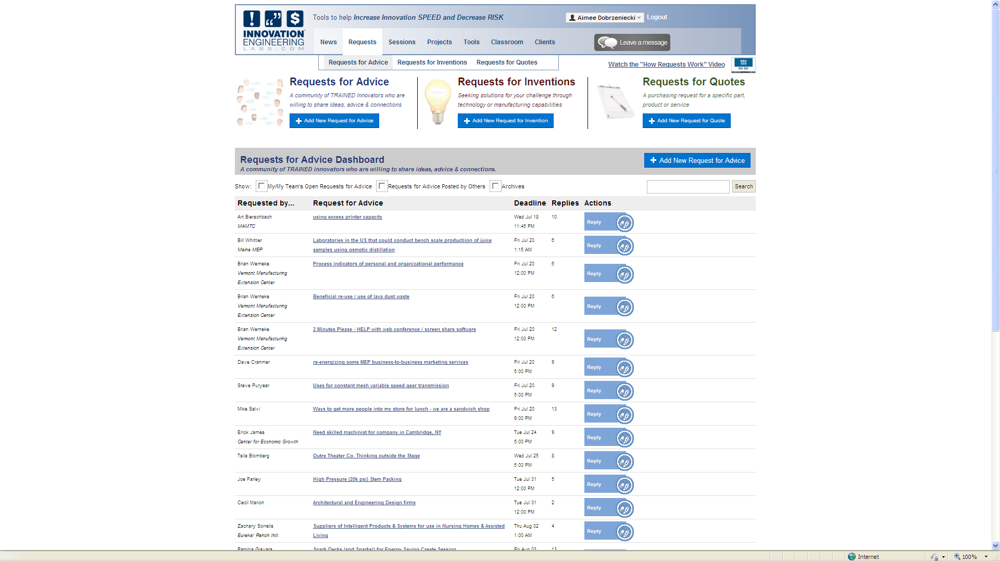 INNOVATION
ENGINEERING
LABS.COM
Tools to help Increase Innovation SPEED and Decrease RISK
Aimee Dobrzeniecki
Logout
News Requests Sessions Projects Tools Classroom Clients
Leave a message
Requests for Advice Requests for Inventions Requests for Quotes
Watch the "How Requests Work" Video
Requests for Advice
A community of TRAINED Innovators who are
willing to share ideas, advice & connections
Add New Request for Advice
Requests for Inventions
Seeking solutions for your challenge through
technology or manufacturing capabilities
Add New Request for Invention
Requests for Quotes
A purchasing request for a specific part,
product or service
Add New Request for Quote
Requests for Advice Dashboard
A community of TRAINED innovators who are willing to share ideas, advice & connections.
Add New Request for Advice
Show: My/My Team's Open Requests for Advice Requests for Advice Posted by Others Archives
Search
Requested by... Request for Advice Deadline Replies Actions
Art Bierschbach using excess printer capacity Wed Jul 18 10 Reply
MAMTC 11:45 PM
Bill Whittier Laboratories in the US that could conduct bench scale productiion of juice Fri Jul 20 6 Reply
Maine MEP samples using osmotic distillation 1:15 AM
Brian Werneke Process indicators of personal and organizational performance Fri Jul 20 6 Reply
Vermont Manufacturing 12:00 PM
Extension Center
Brian Werneke Beneficial re-use / use of lava dust waste Fri Jul 20 6 Reply
Vermont Manufacturing 12:00 PM
Extension Center
Brian Werneke 2 Minutes Please - HELP with web conference / screen share software Fri Jul 20 12 Reply
Vermont Manufacturing 12:00 PM
Extension Center
Dave Cranmer re-energizing some MEP business-to-business marketing services Fri Jul 20 9 Reply
5:00 PM
Steve Puryear Uses for constant mesh variable speed gear transmission Fri Jul 20 9 Reply
5:00 PM
Mike Salvi Ways to get more people into my store for lunch - we are a sandwich shop Fri Jul 20 13 Reply
9:00 PM
Erick James Need skilled machinist for company in Cambridge, NY Tue Jul 24 9 Reply
Center for Economic Growth 5:00 PM
Tsila Blomberg Outre Theater Co. Thinking outside the Stage Wed Jul 25 8 Reply
5:00 PM
Joe Farley High Pressure (20k psi) Stem Packing Tue Jul 31 5 Reply
12:00 PM
Cecil Marion Architectural and Engineering Design firms Tue Jul 31 2 Reply
12:00 PM
Zachary Sorrells Suppliers of Intelligent Products & Systems for use in Nursing Homes & Assisted Thu Aug 02 4 Reply
Eureka! Ranch Intl. Living 1:00 AM
Patricia Giavara Spark Decks (and Sparks!) for Energy Saving Create Session Fri Aug 03 13
Internet 100%